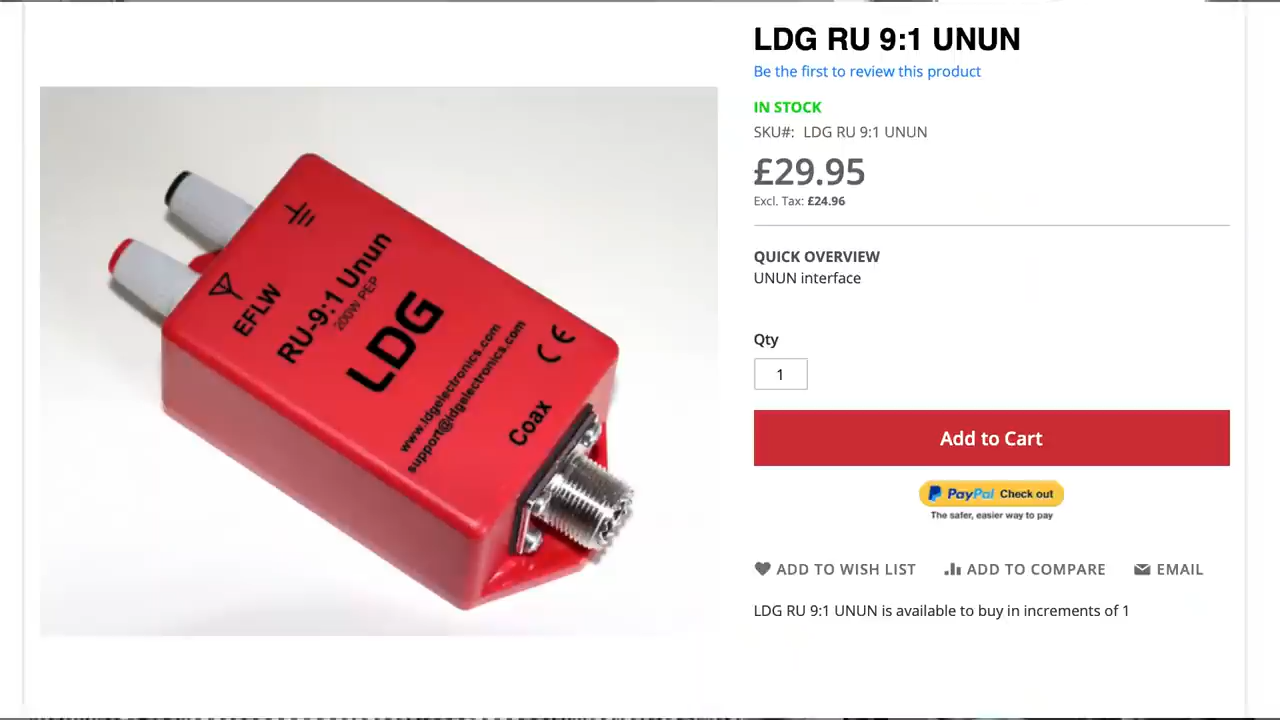 LDG RU 9:1 UNUN
Be the first to review this product
IN STOCK
SKU#: LDG RU 9:1 UNUN
£29.95
Excl. Tax: £24.96
QUICK OVERVIEW
UNUN interface
Qty
1
Add to Cart
PayPal Check out
The safer, easier way to pay
ADD TO WISH LIST
ADD TO COMPARE
EMAIL
LDG RU 9:1 UNUN is available to buy in increments of 1
EFLW
RU-9:1 Unun
200W PEP
LDG
www.ldgelectronics.com
support@ldgelectronics.com
CE
Coax